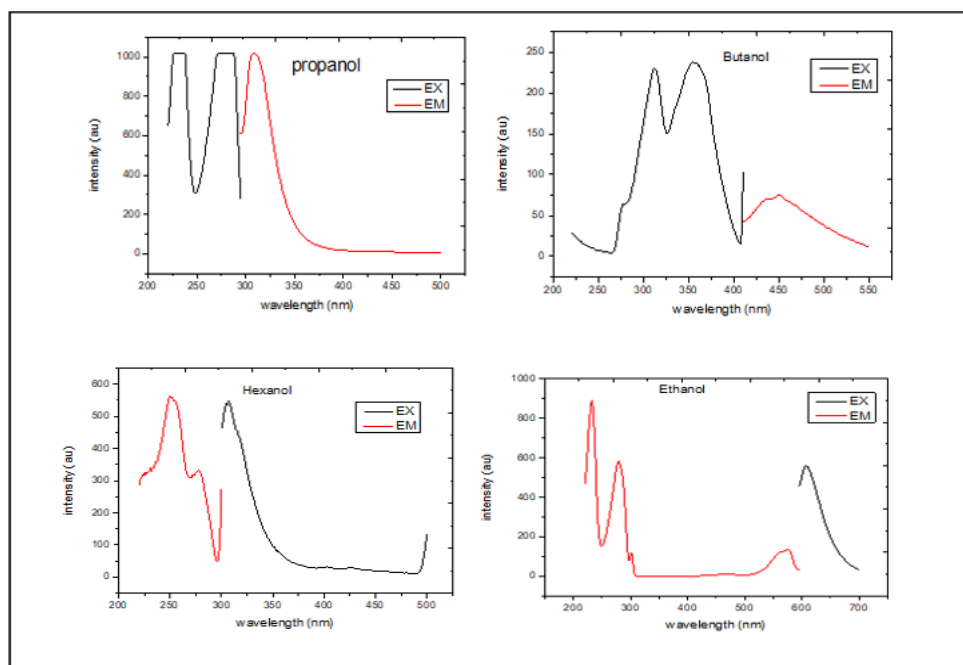 propanol
EX
EM
1000
800
600
400
200
0
intensity (au)
200 250 300 350 400 450 500
wavelength (nm)
Butanol
EX
EM
250
200
150
100
50
0
intensity (au)
200 250 300 350 400 450 500 550
wavelength (nm)
Hexanol
EX
EM
600
500
400
300
200
100
0
intensity (au)
200 250 300 350 400 450 500
wavelength (nm)
Ethanol
EX
EM
1000
800
600
400
200
0
intensity (au)
200 300 400 500 600 700
wavelength (nm)